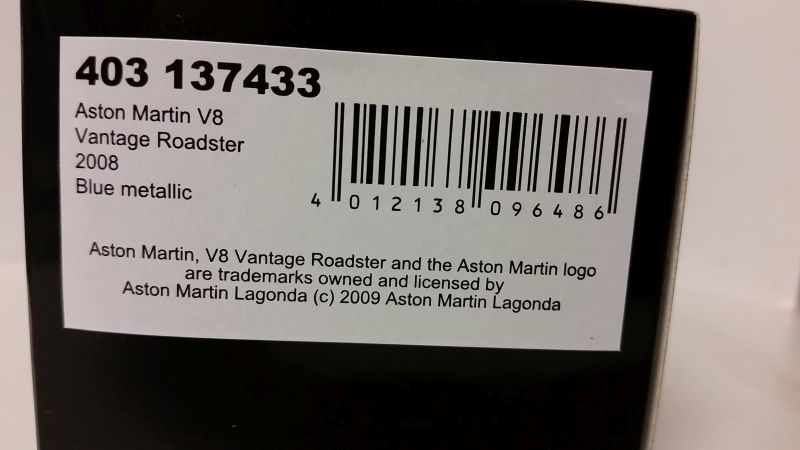 403 137433
Aston Martin V8
Vantage Roadster
2008
Blue metallic
4 012138 096486
Aston Martin, V8 Vantage Roadster and the Aston Martin logo
are trademarks owned and licensed by
Aston Martin Lagonda (c) 2009 Aston Martin Lagonda